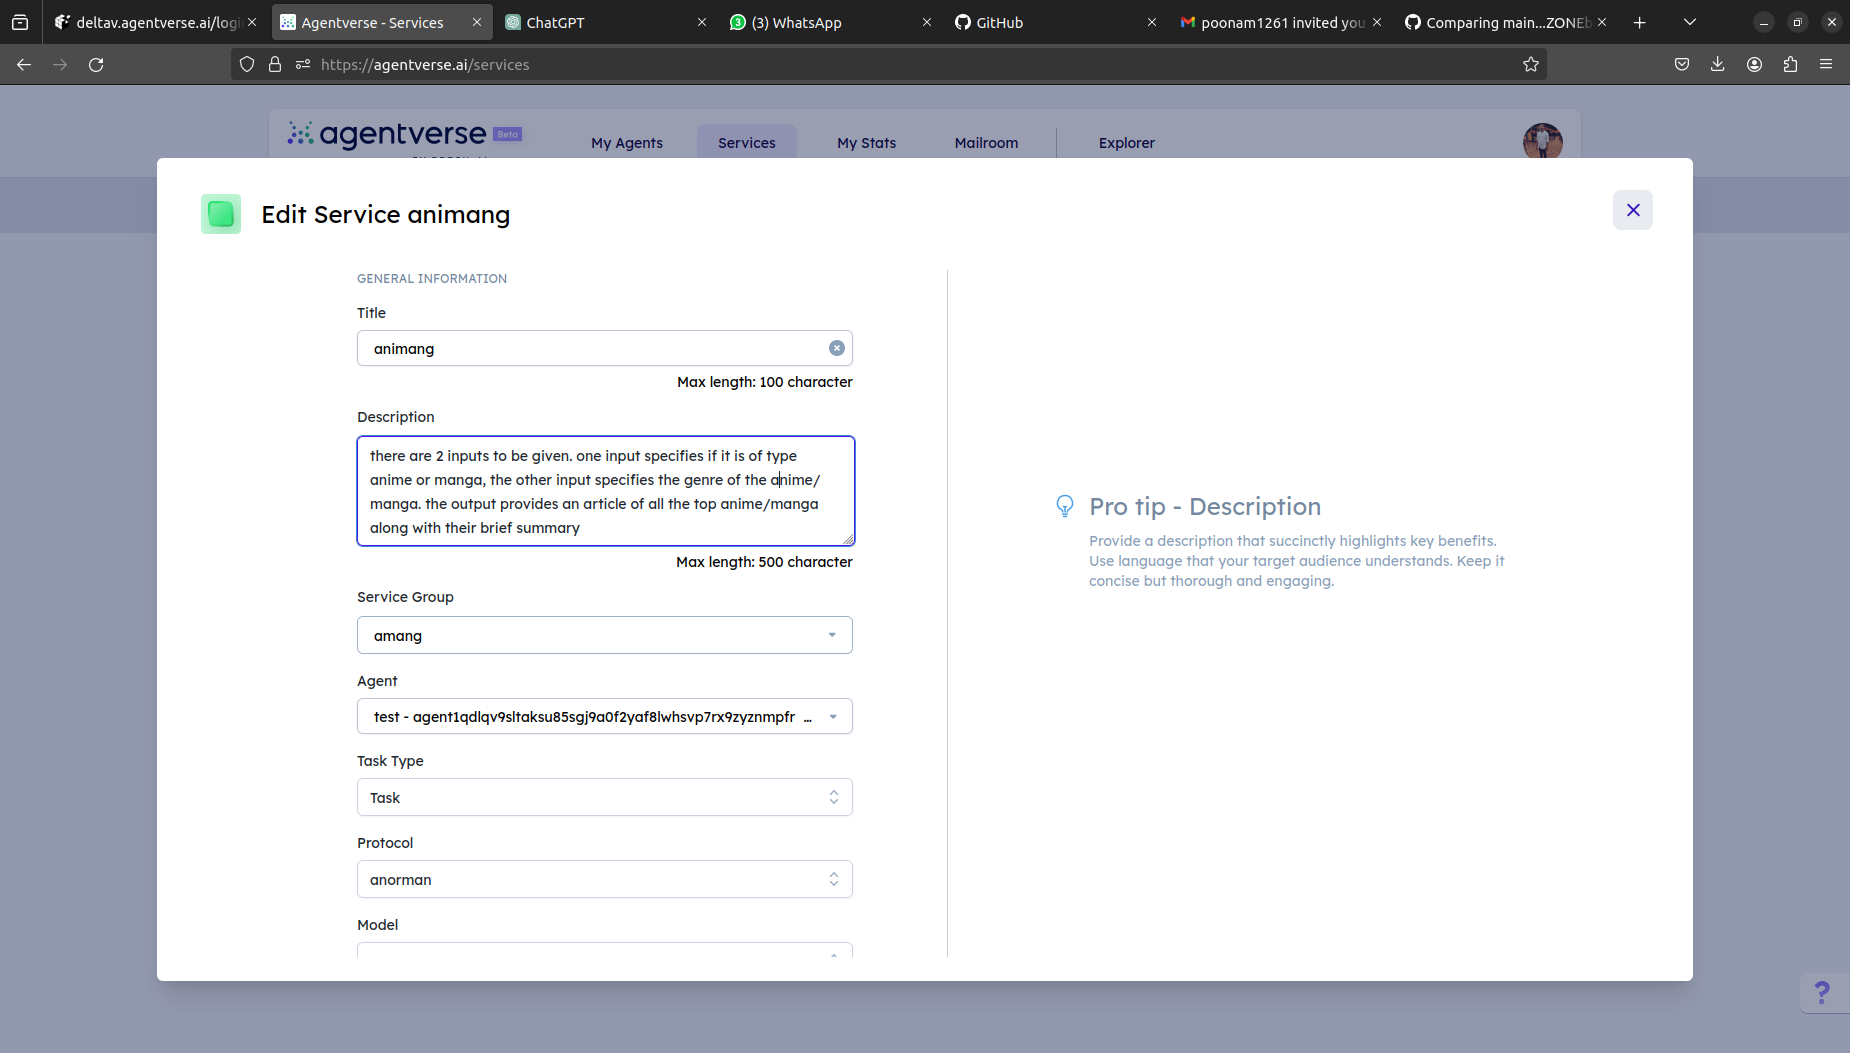 deltav.agentverse.ai/logi
Agentverse - Services
ChatGPT
3
(3) WhatsApp
GitHub
poonam1261 invited you
Comparing main...ZONEb
https://agentverse.ai/services
agentverse Beta
My Agents
Services
My Stats
Mailroom
Explorer
Edit Service animang
GENERAL INFORMATION
Title
animang
Max length: 100 character
Description
there are 2 inputs to be given. one input specifies if it is of type
anime or manga, the other input specifies the genre of the anime/
manga. the output provides an article of all the top anime/manga
along with their brief summary
Max length: 500 character
Service Group
amang
Agent
test - agent1qdlqv9sltaksu85sgj9a0f2yaf8lwhsvp7rx9zyznmpfr ...
Task Type
Task
Protocol
anorman
Model
Pro tip - Description
Provide a description that succinctly highlights key benefits.
Use language that your target audience understands. Keep it
concise but thorough and engaging.
?